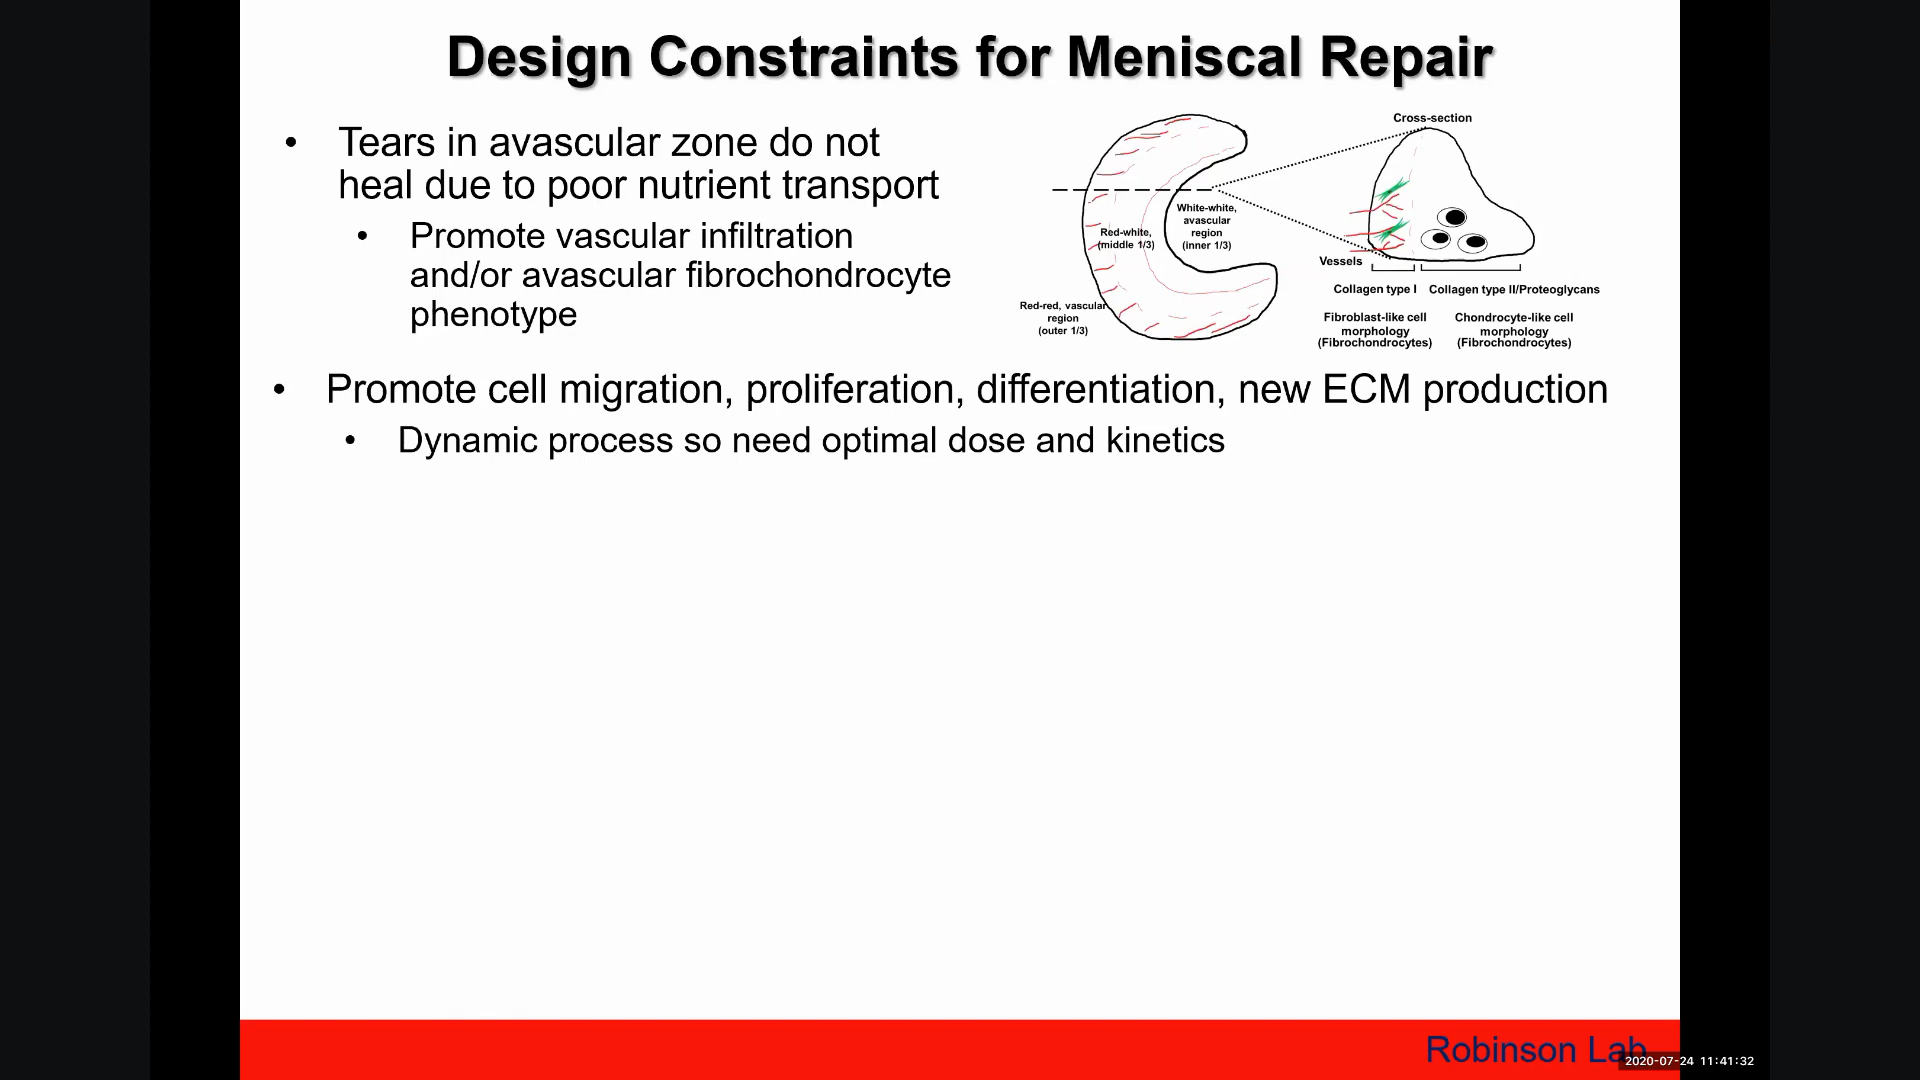 Design Constraints for Meniscal Repair
• Tears in avascular zone do not
heal due to poor nutrient transport
• Promote vascular infiltration
and/or avascular fibrochondrocyte
phenotype
Cross-section
White-white,
avascular
region
(inner 1/3)
Red-white,
(middle 1/3)
Red-red, vascular
region
(outer 1/3)
Vessels
Collagen type I
Collagen type II/Proteoglycans
Fibroblast-like cell
morphology
(Fibrochondrocytes)
Chondrocyte-like cell
morphology
(Fibrochondrocytes)
• Promote cell migration, proliferation, differentiation, new ECM production
• Dynamic process so need optimal dose and kinetics
Robinson Lab
2020-07-24 11:41:32